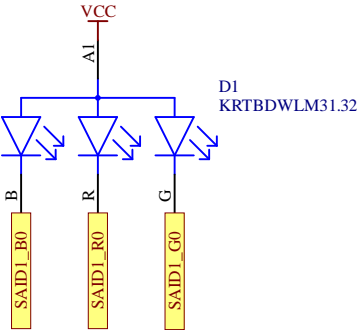 VCC
A1
D1
KRTBDWLM31.32
B
R
G
SAID1_B0
SAID1_R0
SAID1_G0